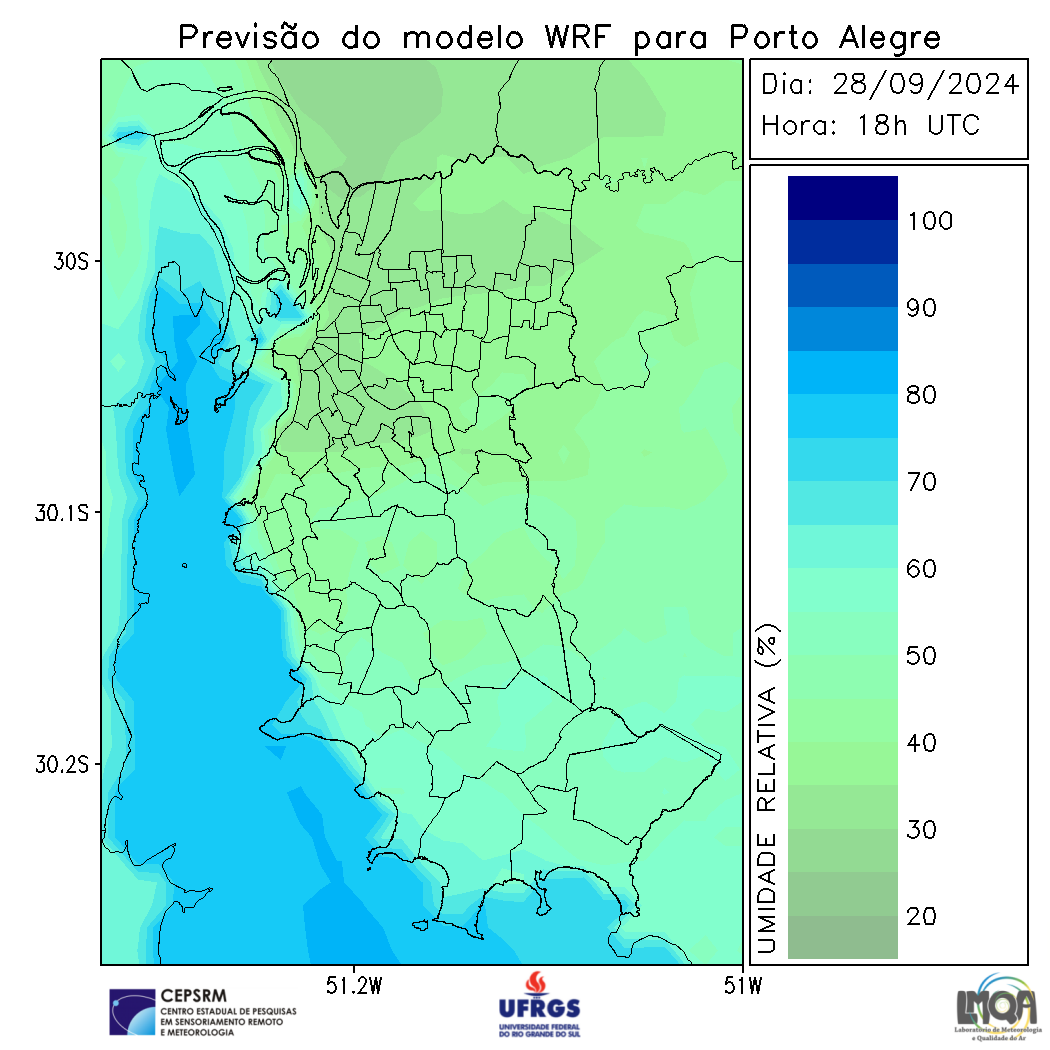 Previsão do modelo WRF para Porto Alegre
Dia: 28/09/2024
Hora: 18h UTC
30S
30.1S
30.2S
51.2W
51W
UMIDADE RELATIVA (%)
100
90
80
70
60
50
40
30
20
CEPSRM
CENTRO ESTADUAL DE PESQUISAS
EM SENSORIAMENTO REMOTO
E METEOROLOGIA
UFRGS
UNIVERSIDADE FEDERAL
DO RIO GRANDE DO SUL
LMQA
Laboratório de Meteorologia
e Qualidade do Ar